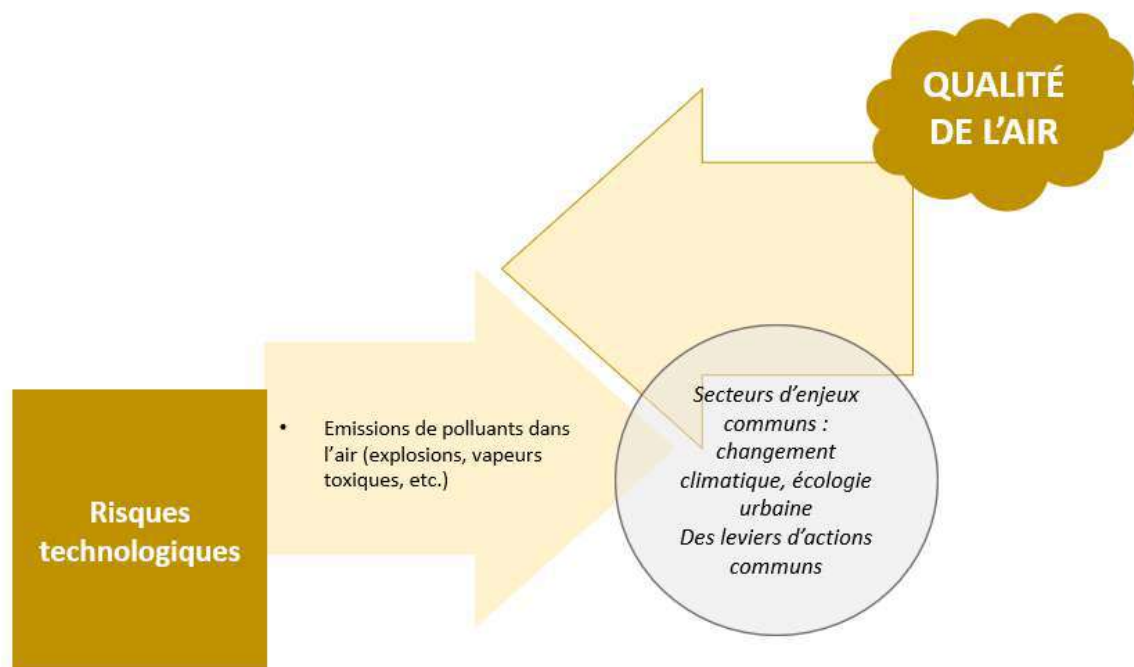 QUALITÉ
DE L'AIR
• Emissions de polluants dans
l'air (explosions, vapeurs
toxiques, etc.)
Risques
technologiques
Secteurs d'enjeux
communs :
changement
climatique, écologie
urbaine
Des leviers d'actions
communs